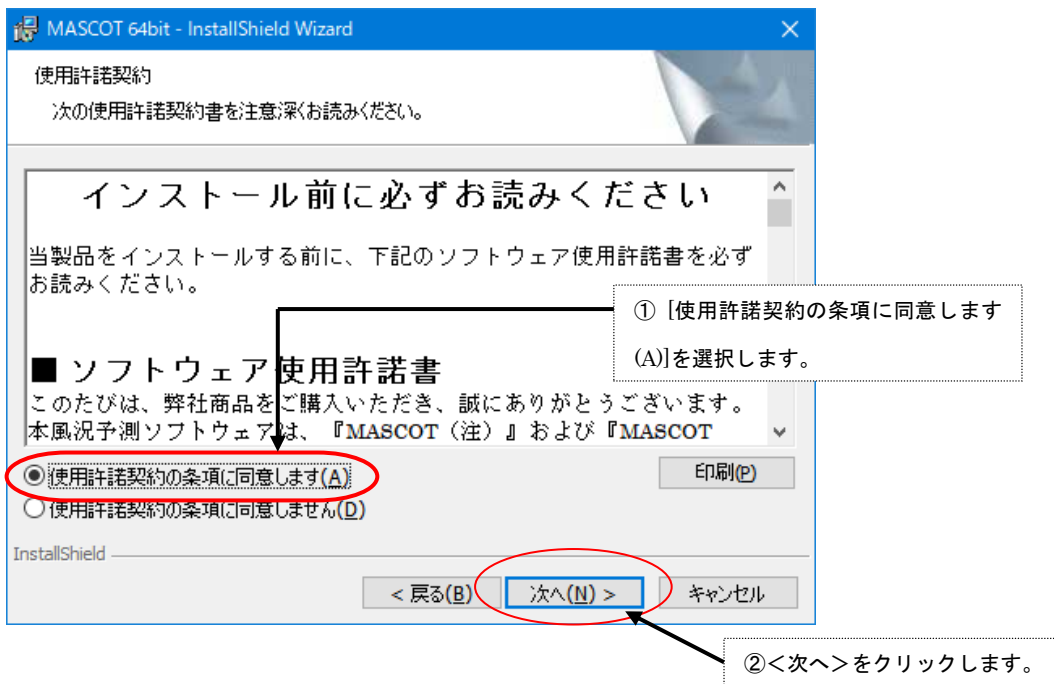 MASCOT 64bit - InstallShield Wizard
使用許諾契約
次の使用許諾契約書を注意深くお読みください。
インストール前に必ずお読みください
当製品をインストールする前に、下記のソフトウェア使用許諾書を必ず
お読みください。
① [使用許諾契約の条項に同意します
(A)]を選択します。
■ ソフトウェア使用許諾書
このたびは、弊社商品をご購入いただき、誠にありがとうございます。
本風況予測ソフトウェアは、『MASCOT（注）』および『MASCOT
使用許諾契約の条項に同意します(A)
印刷(P)
使用許諾契約の条項に同意しません(D)
InstallShield
< 戻る(B)
次へ(N) >
キャンセル
②＜次へ＞をクリックします。